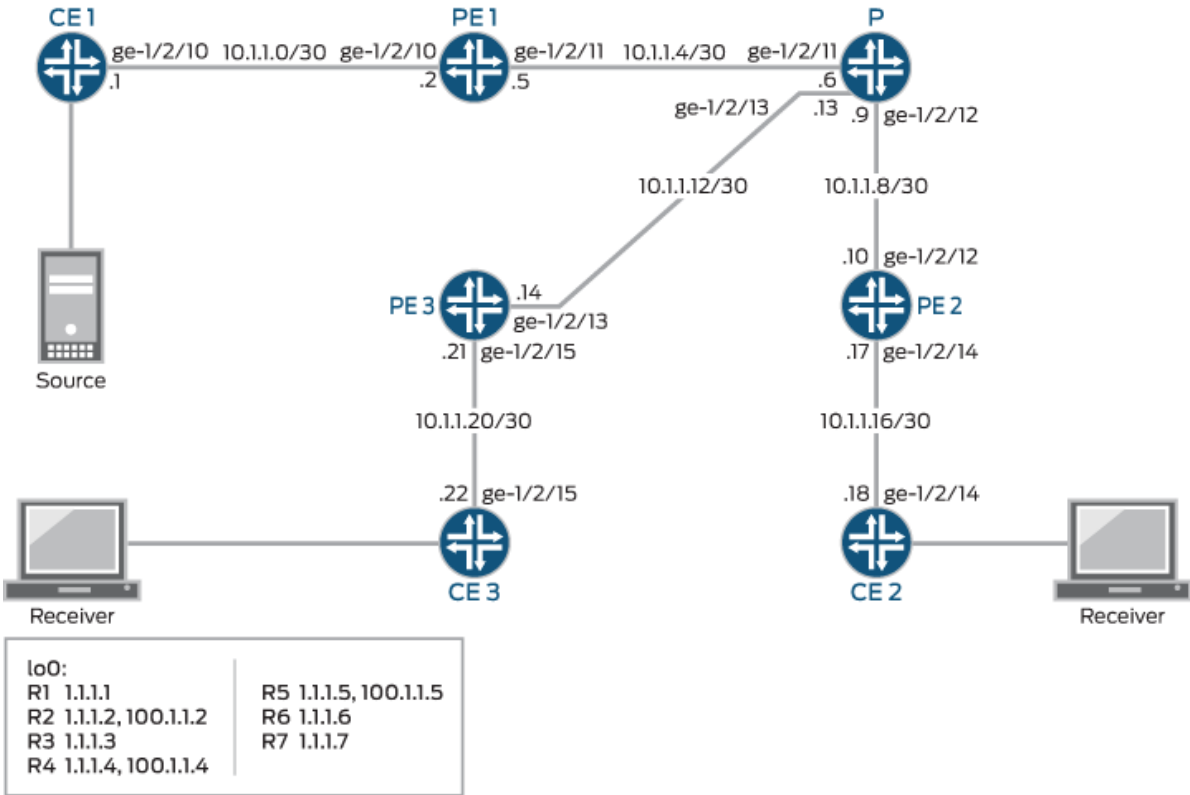 CE 1
PE 1
P
ge-1/2/10 10.1.1.0/30 ge-1/2/10
ge-1/2/11 10.1.1.4/30 ge-1/2/11
.1
.2
.5
.6
ge-1/2/13
.13
.9 ge-1/2/12
10.1.1.12/30
10.1.1.8/30
.10 ge-1/2/12
.14
PE 3
ge-1/2/13
PE 2
.21 ge-1/2/15
.17 ge-1/2/14
Source
10.1.1.20/30
10.1.1.16/30
.22 ge-1/2/15
.18 ge-1/2/14
CE 3
CE 2
Receiver
Receiver
lo0:
R1 1.1.1.1
R2 1.1.1.2, 100.1.1.2
R3 1.1.1.3
R4 1.1.1.4, 100.1.1.4
R5 1.1.1.5, 100.1.1.5
R6 1.1.1.6
R7 1.1.1.7